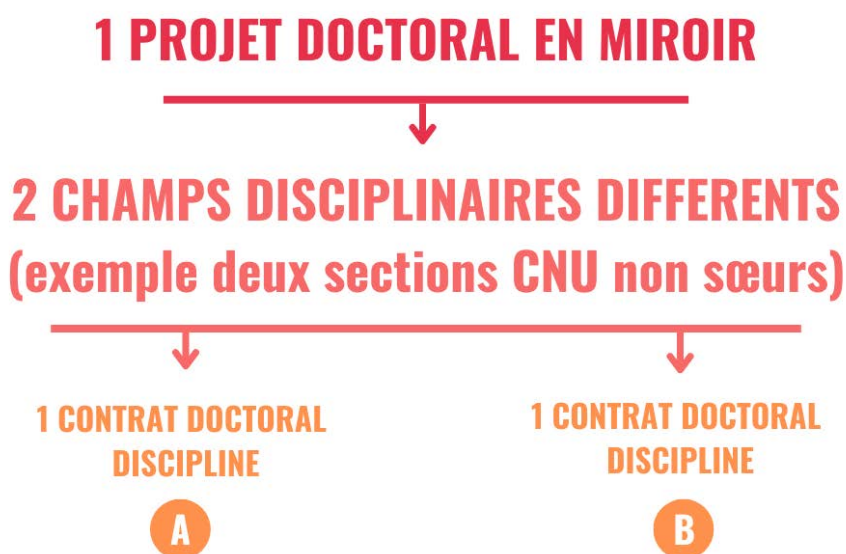 1 PROJET DOCTORAL EN MIROIR
2 CHAMPS DISCIPLINAIRES DIFFERENTS
(exemple deux sections CNU non sœurs)
1 CONTRAT DOCTORAL
DISCIPLINE
A
1 CONTRAT DOCTORAL
DISCIPLINE
B